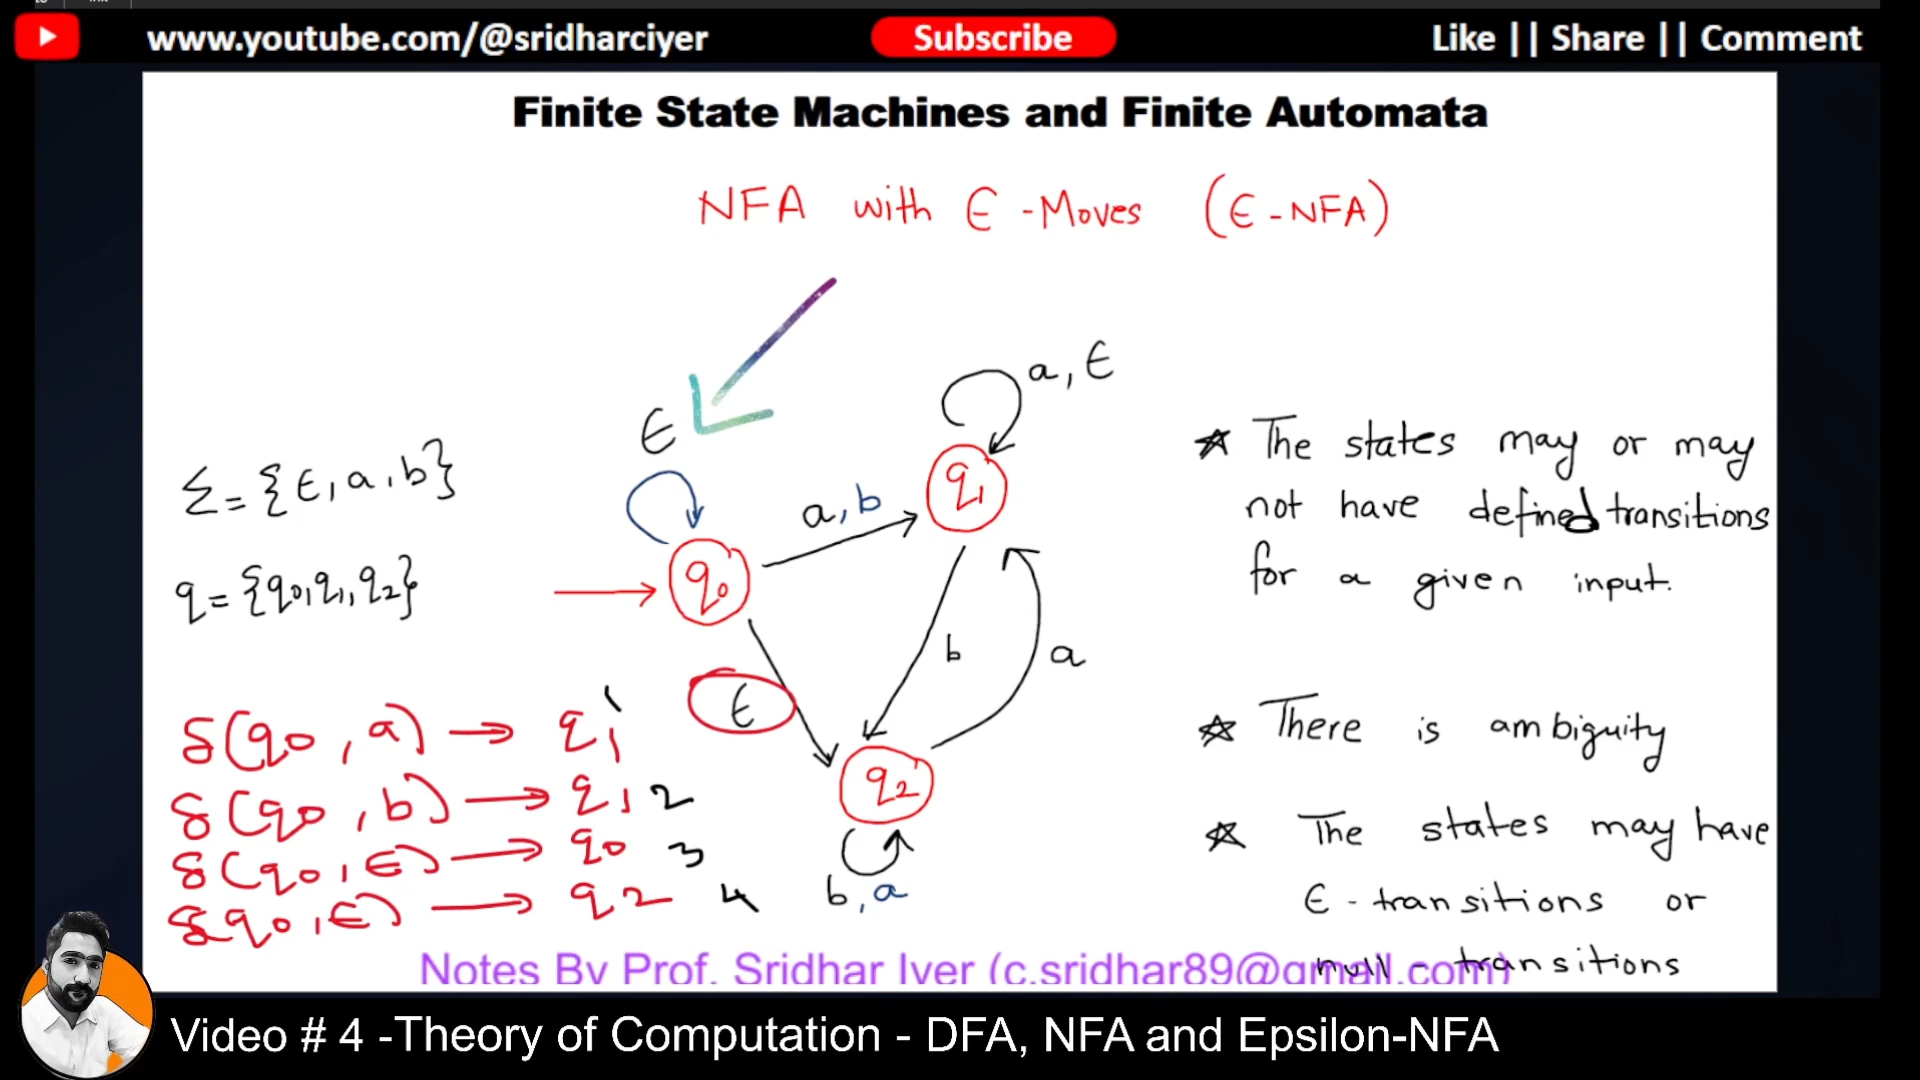 www.youtube.com/@sridharciyer
Subscribe
Like || Share || Comment
Finite State Machines and Finite Automata
NFA with ϵ -Moves (ϵ-NFA)
a, ϵ
ϵ
Σ = {ϵ, a, b}
a, b
q1
q = {q0, q1, q2}
q0
b
a
ϵ
q2
b, a
δ(q0, a) → q1 1
δ(q0, b) → q1 2
δ(q0, ϵ) → q0 3
δ(q0, ϵ) → q2 4
☆ The states may or may
not have defined transitions
for a given input.
☆ There is ambiguity
☆ The states may have
ϵ - transitions or
null - transitions
Notes By Prof. Sridhar Iyer (c.sridhar89@gmail.com)
Video # 4 -Theory of Computation - DFA, NFA and Epsilon-NFA